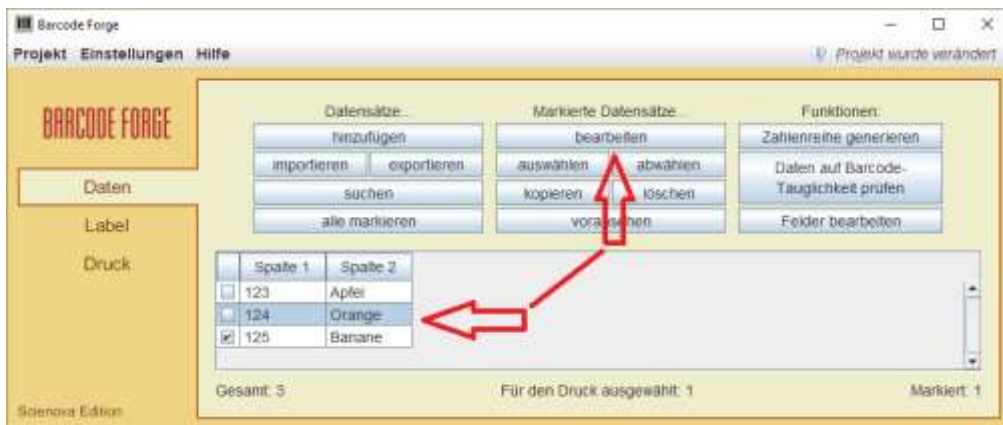 Barcode Forge
Projekt Einstellungen Hilfe
Projekt wurde verändert
BARCODE FORGE
Daten
Label
Druck
Scienova Edition
Datensätze...
hinzufügen
importieren exportieren
suchen
alle markieren
Markierte Datensätze...
bearbeiten
auswählen abwählen
kopieren löschen
Funktionen:
Zahlenreihe generieren
Daten auf Barcode-
Tauglichkeit prüfen
Felder bearbeiten
Spalte 1 Spalte 2
123 Apfel
124 Orange
125 Banane
Gesamt: 3
Für den Druck ausgewählt: 1
Markiert: 1